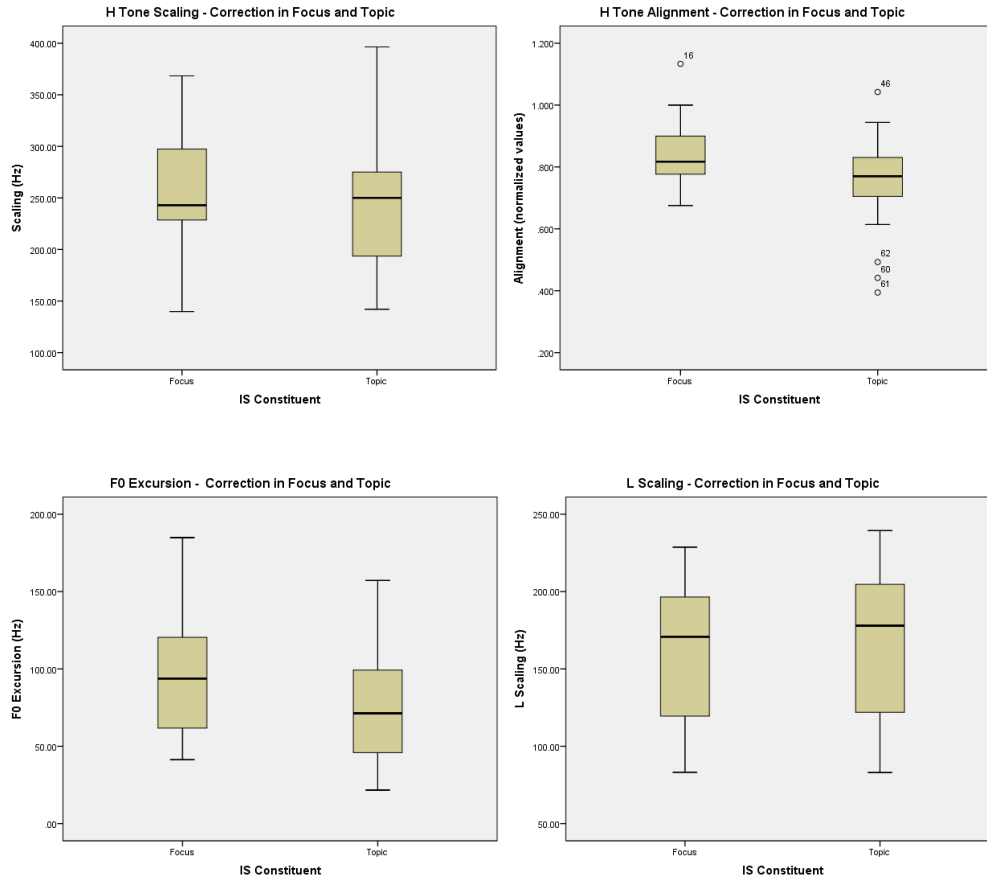 H Tone Scaling - Correction in Focus and Topic
400.00
350.00
300.00
250.00
200.00
150.00
100.00
Scaling (Hz)
Focus
Topic
IS Constituent
H Tone Alignment - Correction in Focus and Topic
1.200
1.000
.800
.600
.400
.200
Alignment (normalized values)
16
46
62
60
61
Focus
Topic
IS Constituent
F0 Excursion - Correction in Focus and Topic
200.00
150.00
100.00
50.00
.00
F0 Excursion (Hz)
Focus
Topic
IS Constituent
L Scaling - Correction in Focus and Topic
250.00
200.00
150.00
100.00
50.00
L Scaling (Hz)
Focus
Topic
IS Constituent